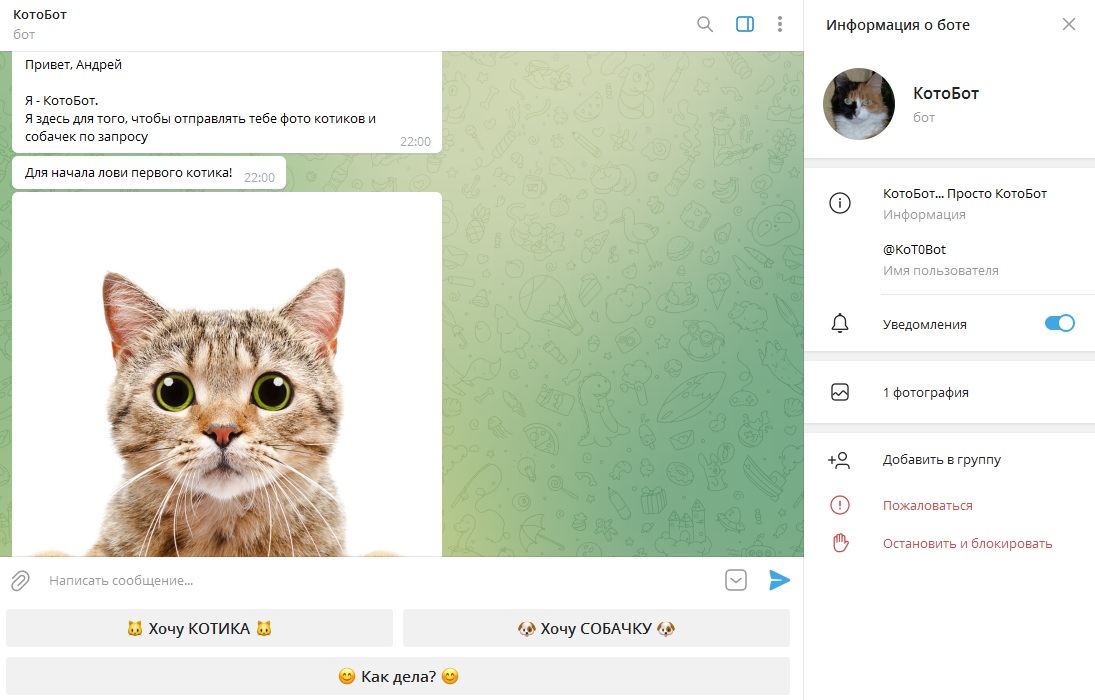 КотоБот
бот
Привет, Андрей
Я - КотоБот.
Я здесь для того, чтобы отправлять тебе фото котиков и
собачек по запросу
22:00
Для начала лови первого котика!
22:00
Написать сообщение...
🐱 Хочу КОТИКА 🐱
🐶 Хочу СОБАЧКУ 🐶
😊 Как дела? 😊
Информация о боте
КотоБот
бот
КотоБот... Просто КотоБот
Информация
@KoT0Bot
Имя пользователя
Уведомления
1 фотография
Добавить в группу
Пожаловаться
Остановить и блокировать